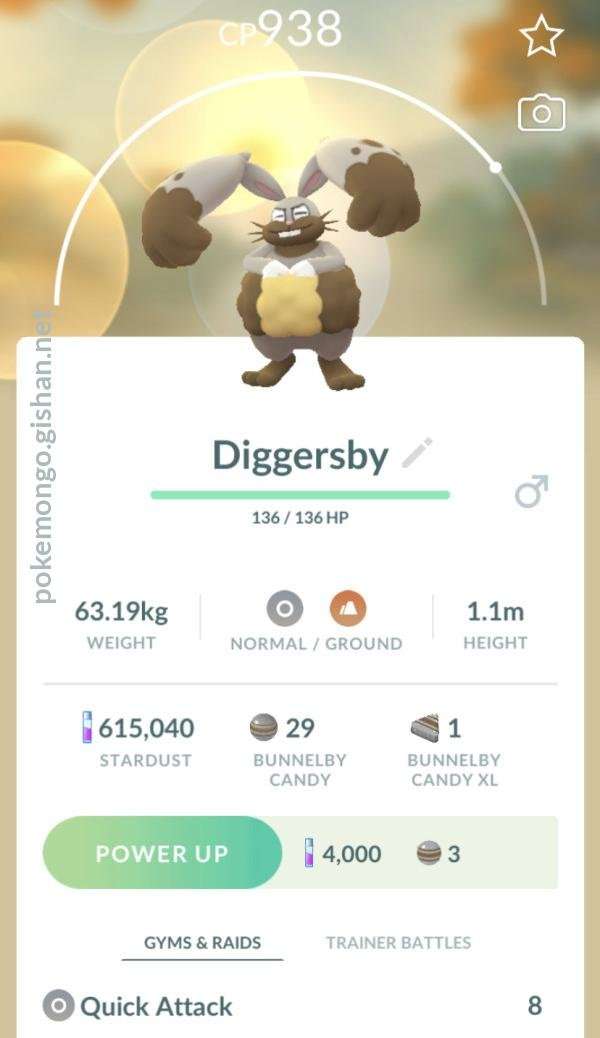 CP938
pokemongo.gishan.net
Diggersby
136 / 136 HP
63.19kg
WEIGHT
NORMAL / GROUND
1.1m
HEIGHT
615,040
STARDUST
29
BUNNELBY
CANDY
1
BUNNELBY
CANDY XL
POWER UP
4,000
3
GYMS & RAIDS
TRAINER BATTLES
Quick Attack
8